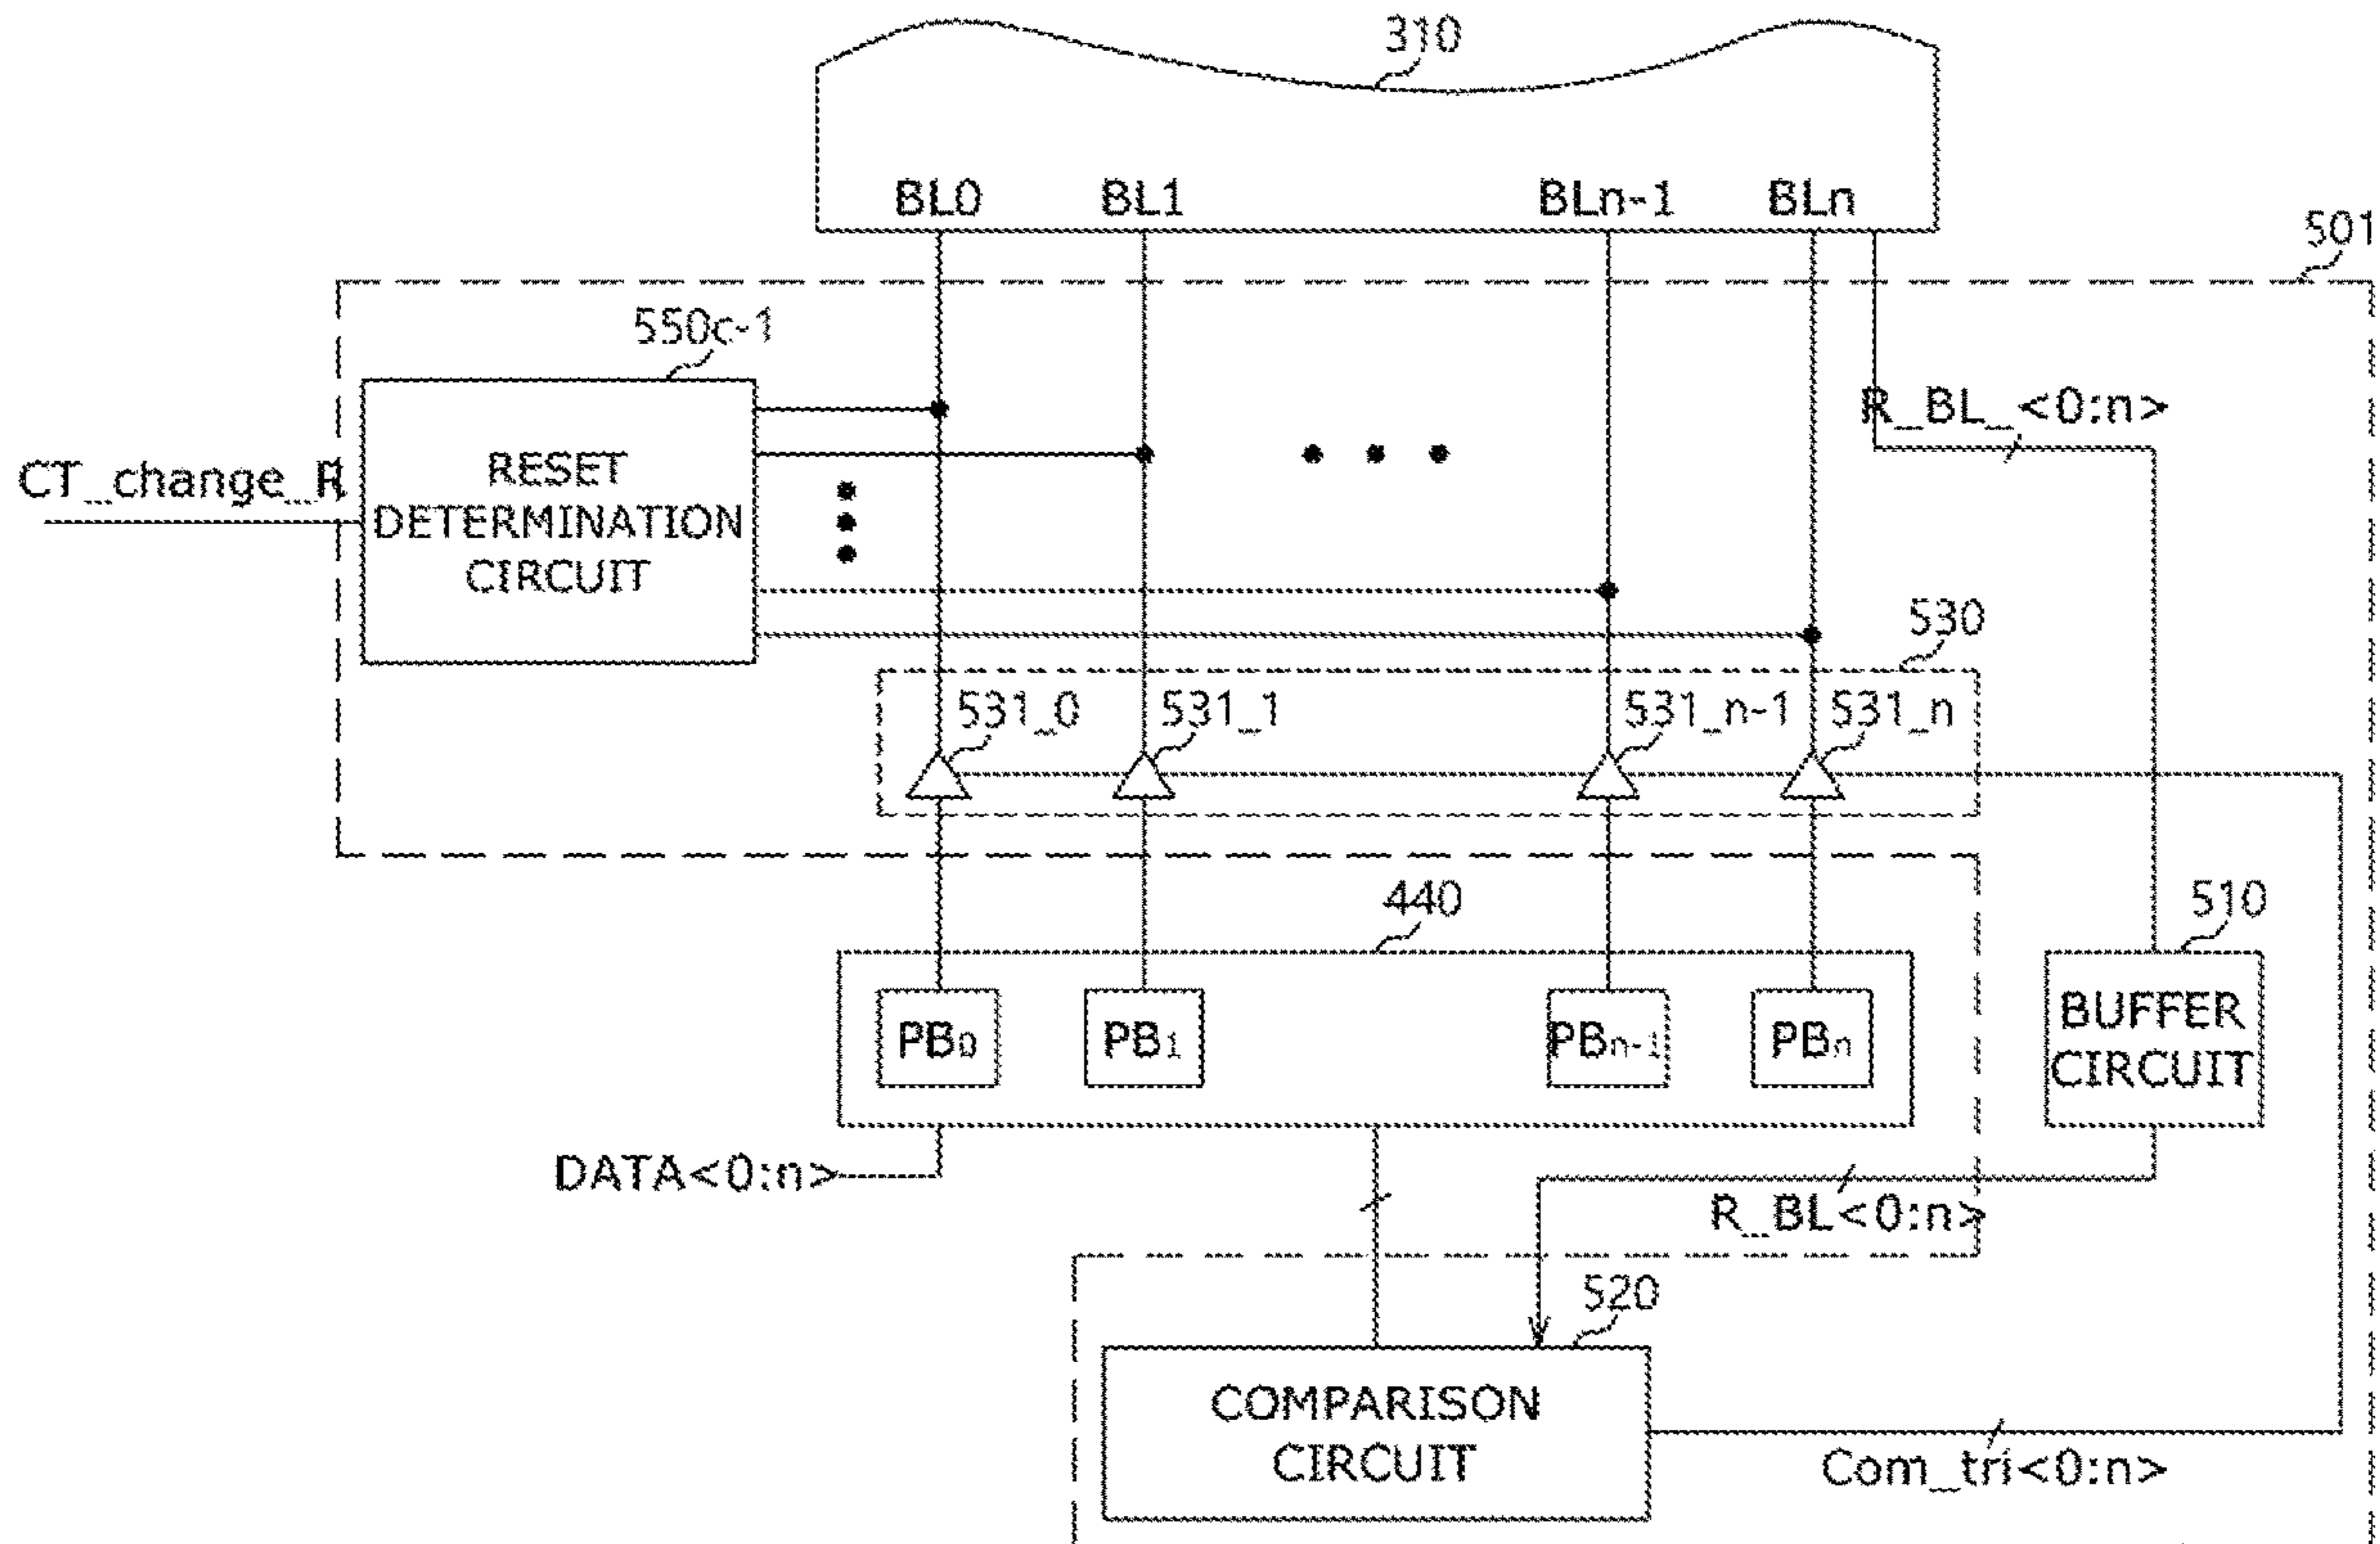 310
BL0 BL1 BLn-1 BLn
501
550c-1
R_BL_<0:n>
CT_change_R
RESET
DETERMINATION
CIRCUIT
530
531_0 531_1 531_n-1 531_n
440
510
PB0 PB1 PBn-1 PBn
BUFFER
CIRCUIT
DATA<0:n>
R_BL<0:n>
520
COMPARISON
CIRCUIT
Com_tri<0:n>